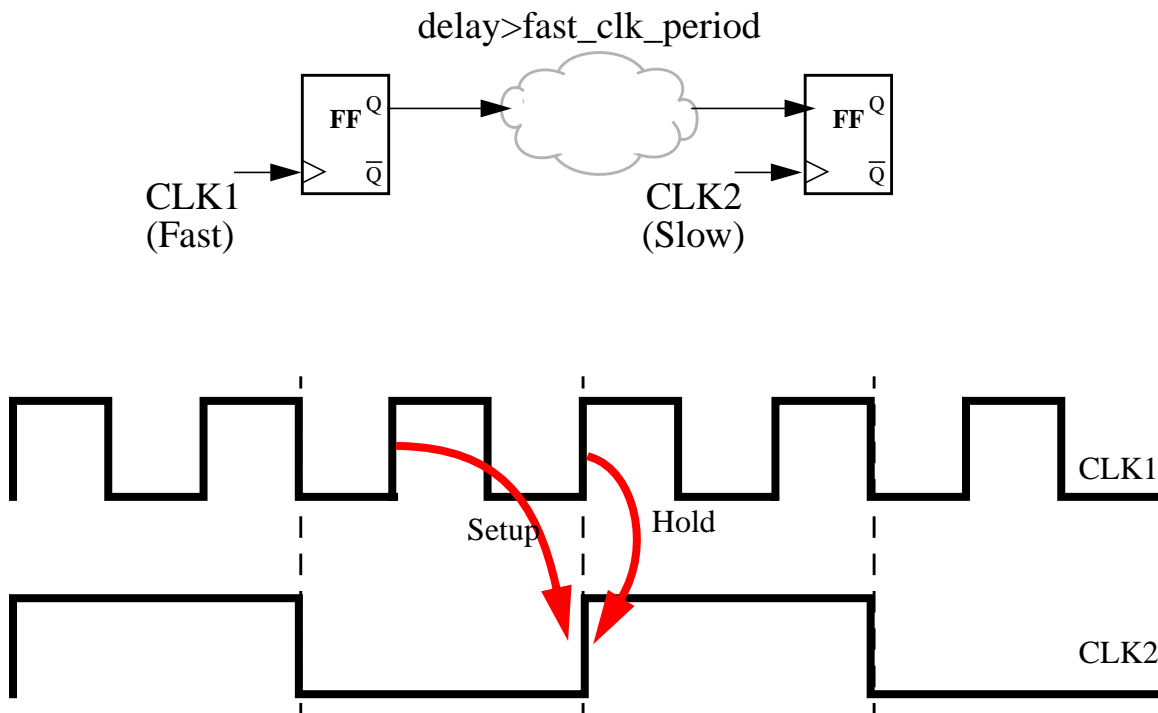 delay>fast_clk_period
FF Q
Q
FF Q
Q
CLK1
(Fast)
CLK2
(Slow)
CLK1
Setup
Hold
CLK2